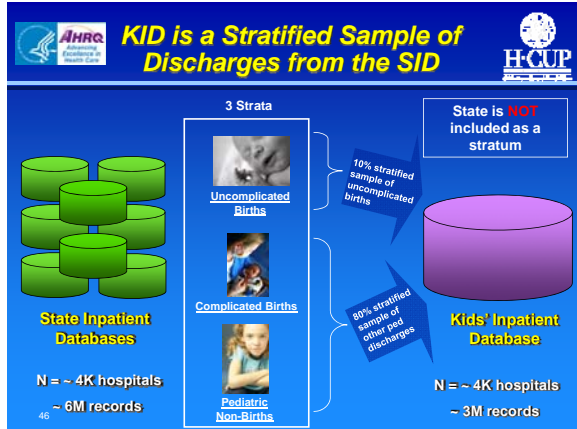 AHRQ
Advancing
Excellence in
Health Care
KID is a Stratified Sample of
Discharges from the SID
H·CUP
3 Strata
State is NOT
included as a
stratum
Uncomplicated
Births
10% stratified
sample of
uncomplicated
births
Complicated Births
80% stratified
sample of
other ped
discharges
Pediatric
Non-Births
State Inpatient
Databases
N = ~ 4K hospitals
~ 6M records
Kids' Inpatient
Database
N = ~ 4K hospitals
~ 3M records
46